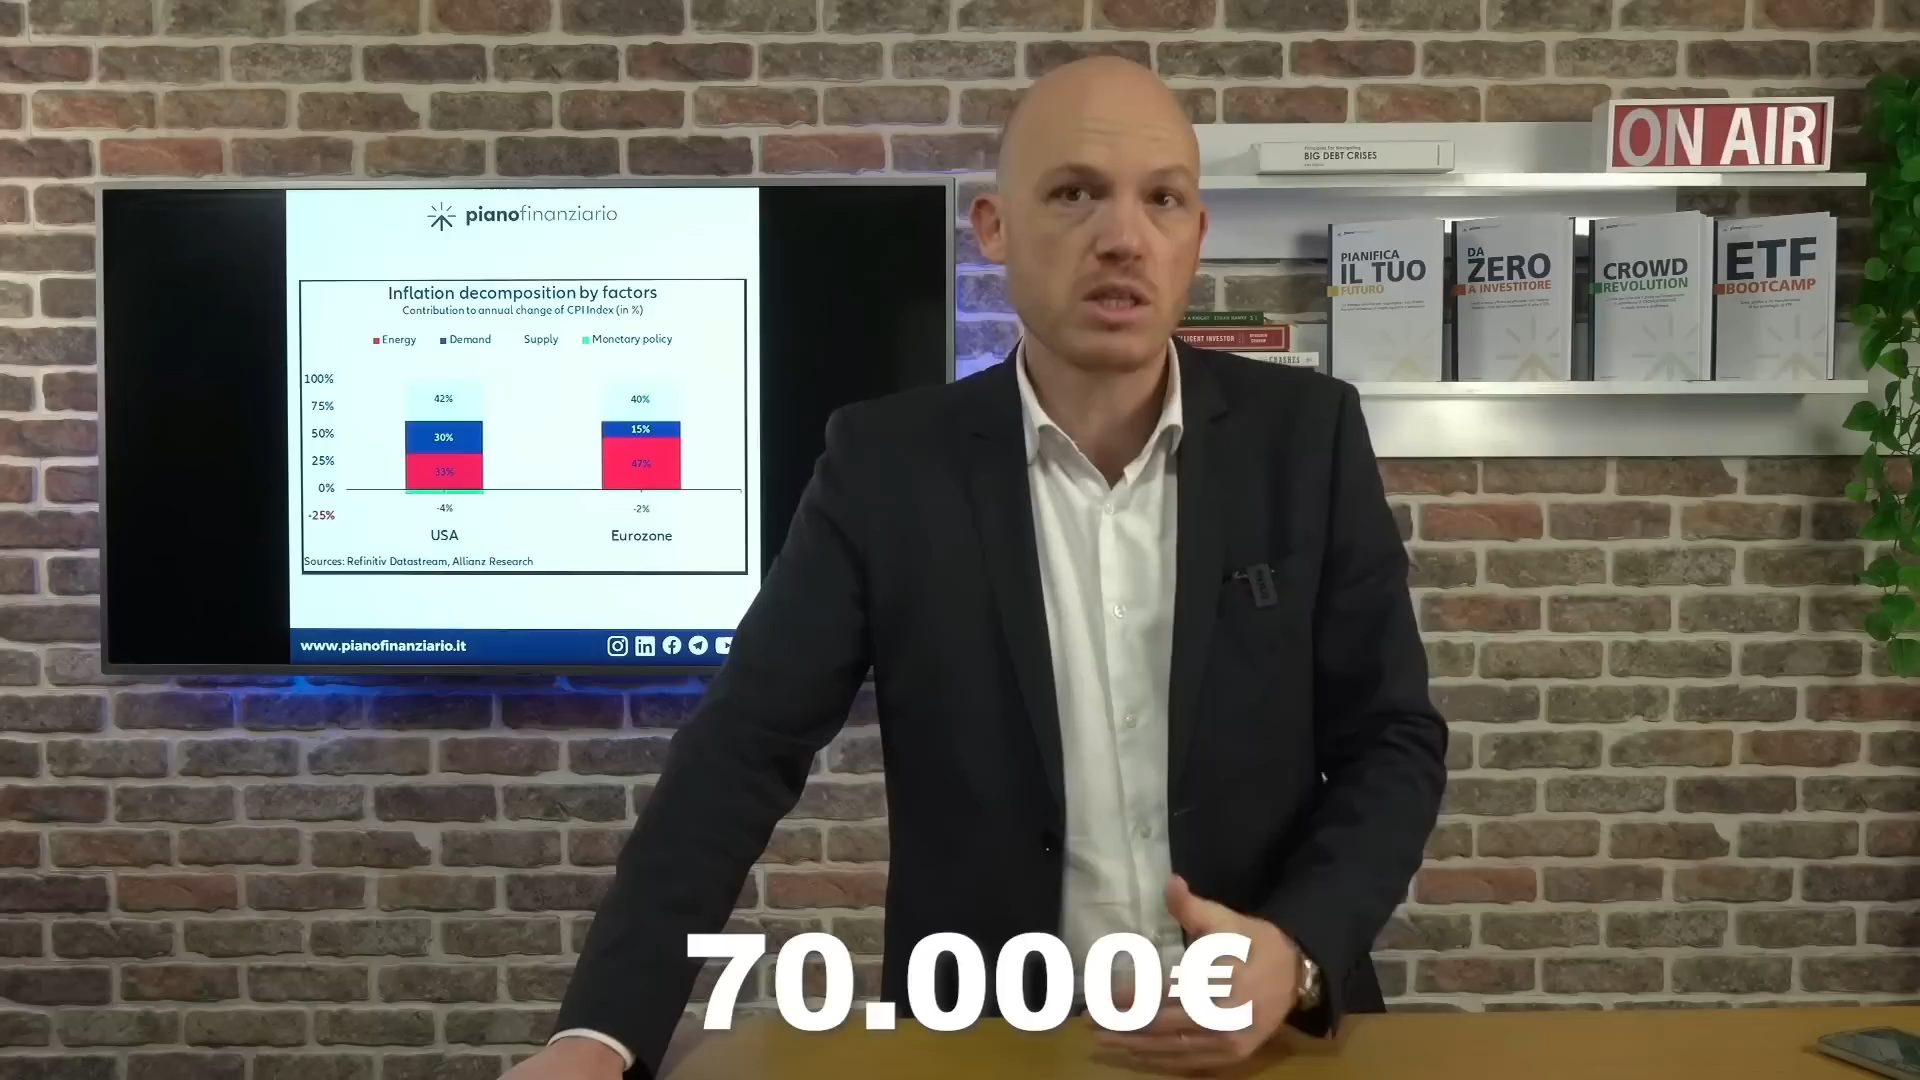 pianofinanziario
Inflation decomposition by factors
Contribution to annual change of CPI Index (in %)
Energy Demand Supply Monetary policy
100%
75%
50%
25%
0%
-25%
42%
30%
33%
-4%
USA
40%
15%
47%
-2%
Eurozone
Sources: Refinitiv Datastream, Allianz Research
www.pianofinanziario.it
ON AIR
BIG DEBT CRISES
PIANIFICA
IL TUO
FUTURO
DA
ZERO
A INVESTITORE
CROWD
REVOLUTION
ETF
BOOTCAMP
70.000€